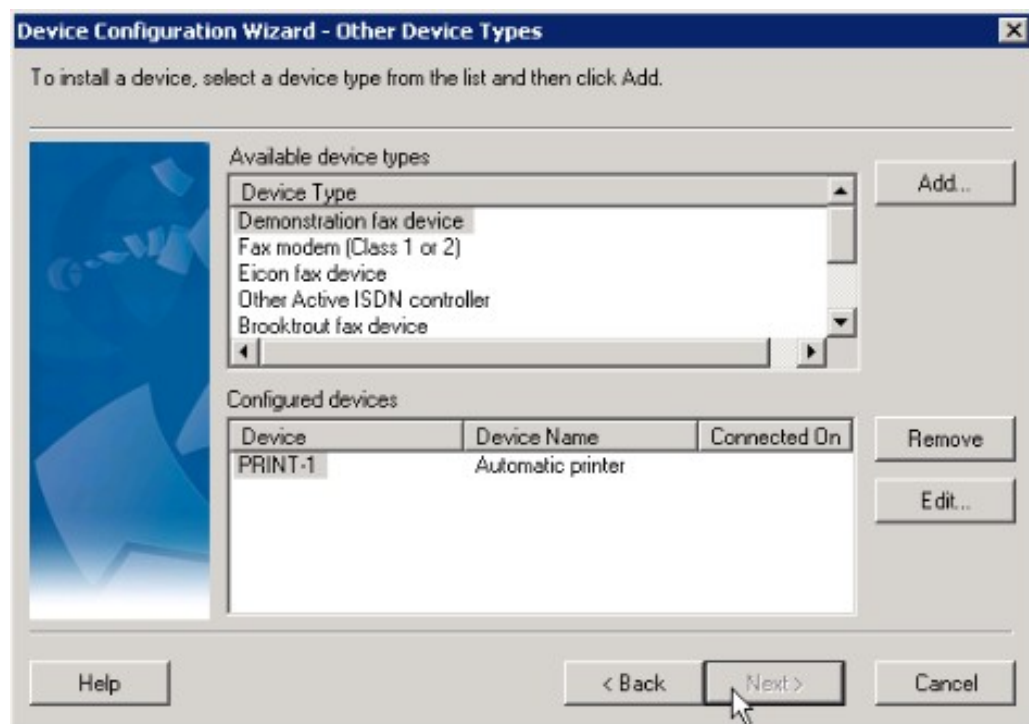 Device Configuration Wizard - Other Device Types
To install a device, select a device type from the list and then click Add.
Available device types
Device Type
Add...
Demonstration fax device
Fax modem (Class 1 or 2)
Eicon fax device
Other Active ISDN controller
Brooktrout fax device
Configured devices
Device Device Name Connected On
Remove
PRINT-1 Automatic printer
Edit...
Help < Back Next > Cancel